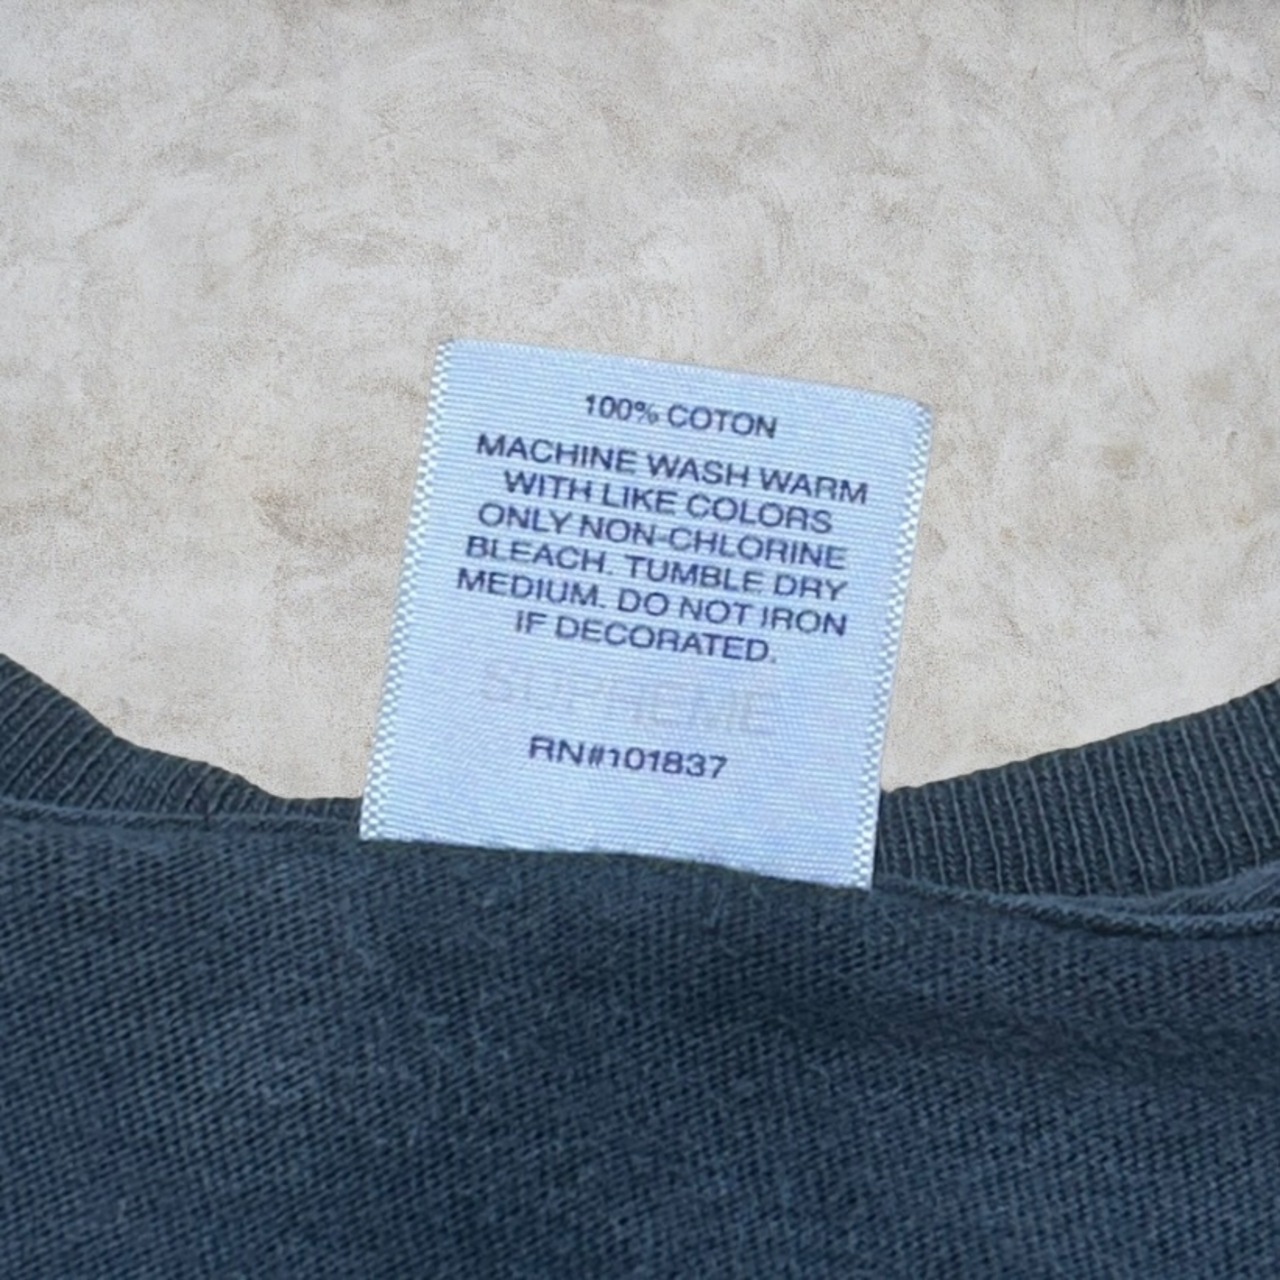 100% COTON
MACHINE WASH WARM
WITH LIKE COLORS
ONLY NON-CHLORINE
BLEACH. TUMBLE DRY
MEDIUM. DO NOT IRON
IF DECORATED.
SUPREME
RN#101837